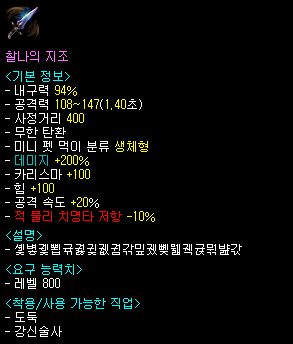 찰나의 지조
<기본 정보>
- 내구력 94%
- 공격력 108~147(1,40초)
- 사정거리 400
- 무한 탄환
- 미니 펫 먹이 분류 생체형
- 데미지 +200%
- 카리스마 +100
- 힘 +100
- 공격 속도 +20%
- 적 물리 치명타 저항 -10%
<설명>
<요구 능력치>
- 레벨 800
<착용/사용 가능한 직업>
- 도둑
- 강신술사